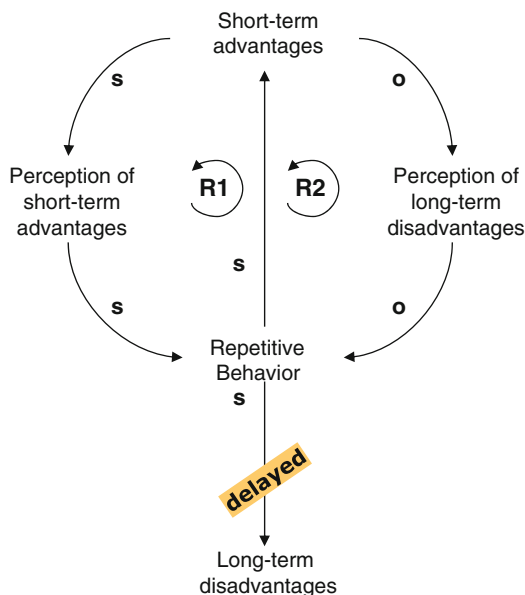 Short-term
advantages
s
o
Perception of
short-term
advantages
R1
R2
Perception of
long-term
disadvantages
s
s
o
Repetitive
Behavior
s
delayed
Long-term
disadvantages